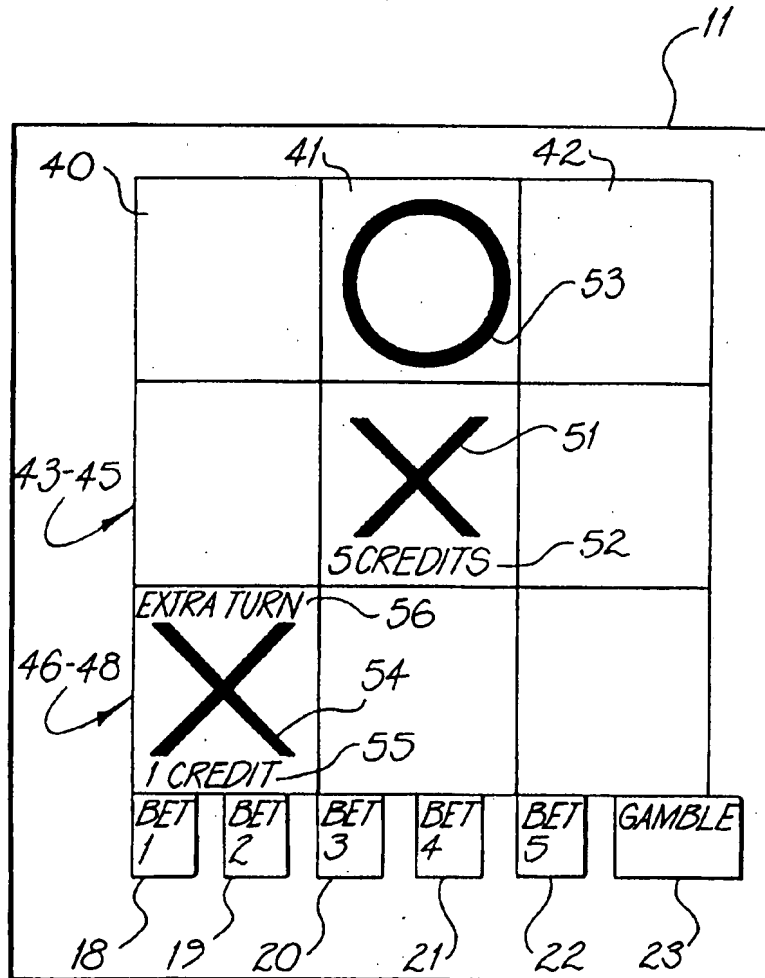 11
40
41
42
53
43-45
51
5 CREDITS
52
EXTRA TURN
56
46-48
54
1 CREDIT
55
BET 1
BET 2
BET 3
BET 4
BET 5
GAMBLE
18
19
20
21
22
23